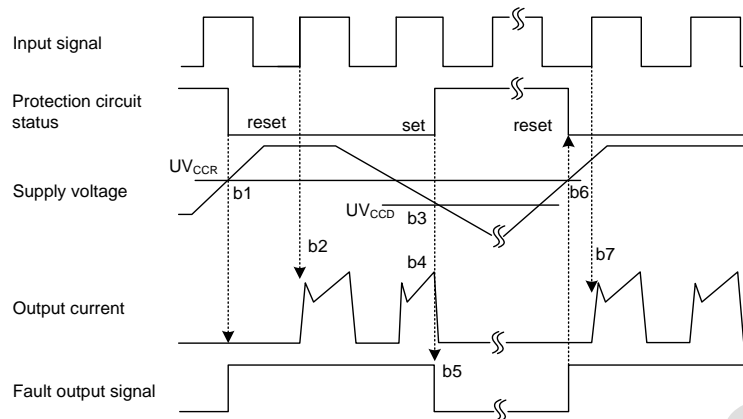 Input signal
Protection circuit
status
reset
set
reset
UVCCR
b1
b6
Supply voltage
UVCCD
b3
b2
b4
b7
Output current
b5
Fault output signal